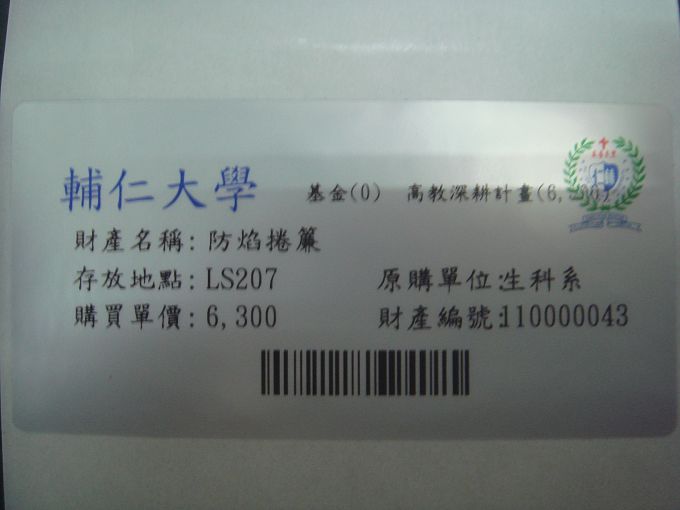 輔仁大學 基金(0) 高教深耕計畫(6,300)
財產名稱: 防焰捲簾
存放地點: LS207 原購單位:生科系
購買單價: 6,300 財產編號:110000043